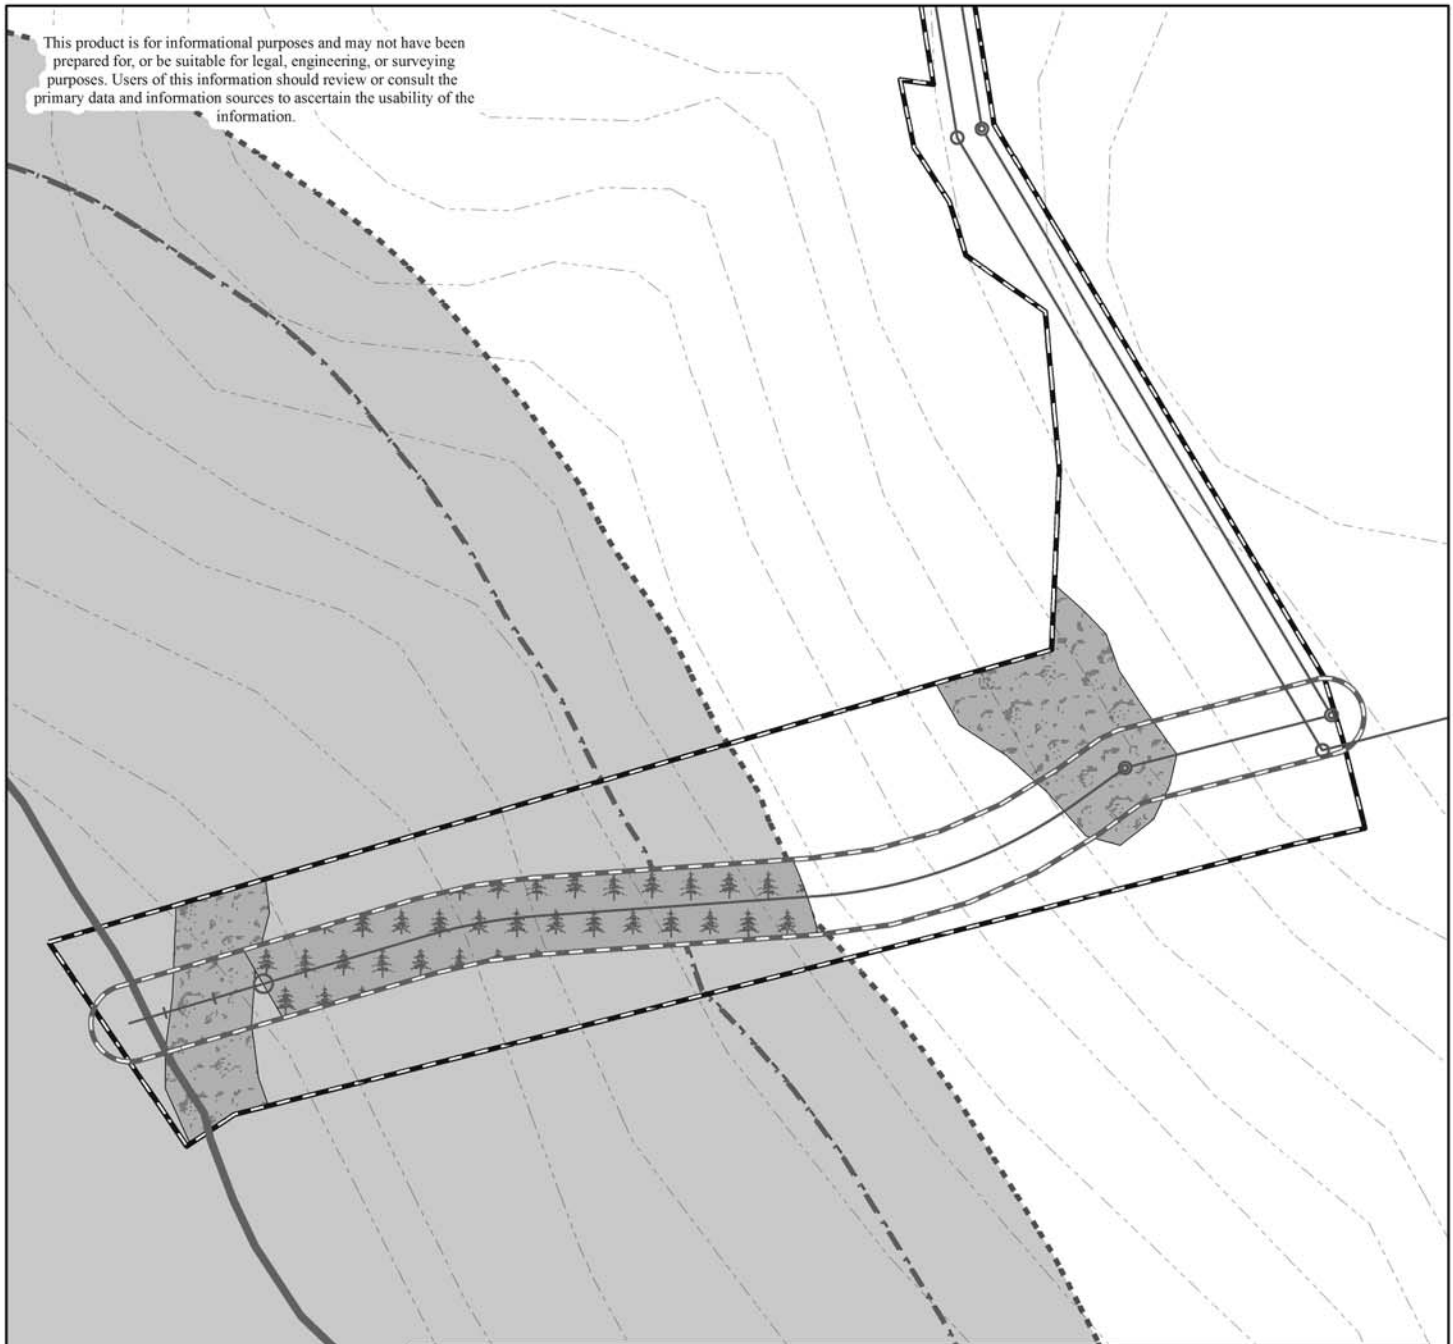 This product is for informational purposes and may not have been
prepared for, or be suitable for legal, engineering, or surveying
purposes. Users of this information should review or consult the
primary data and information sources to ascertain the usability of the
information.